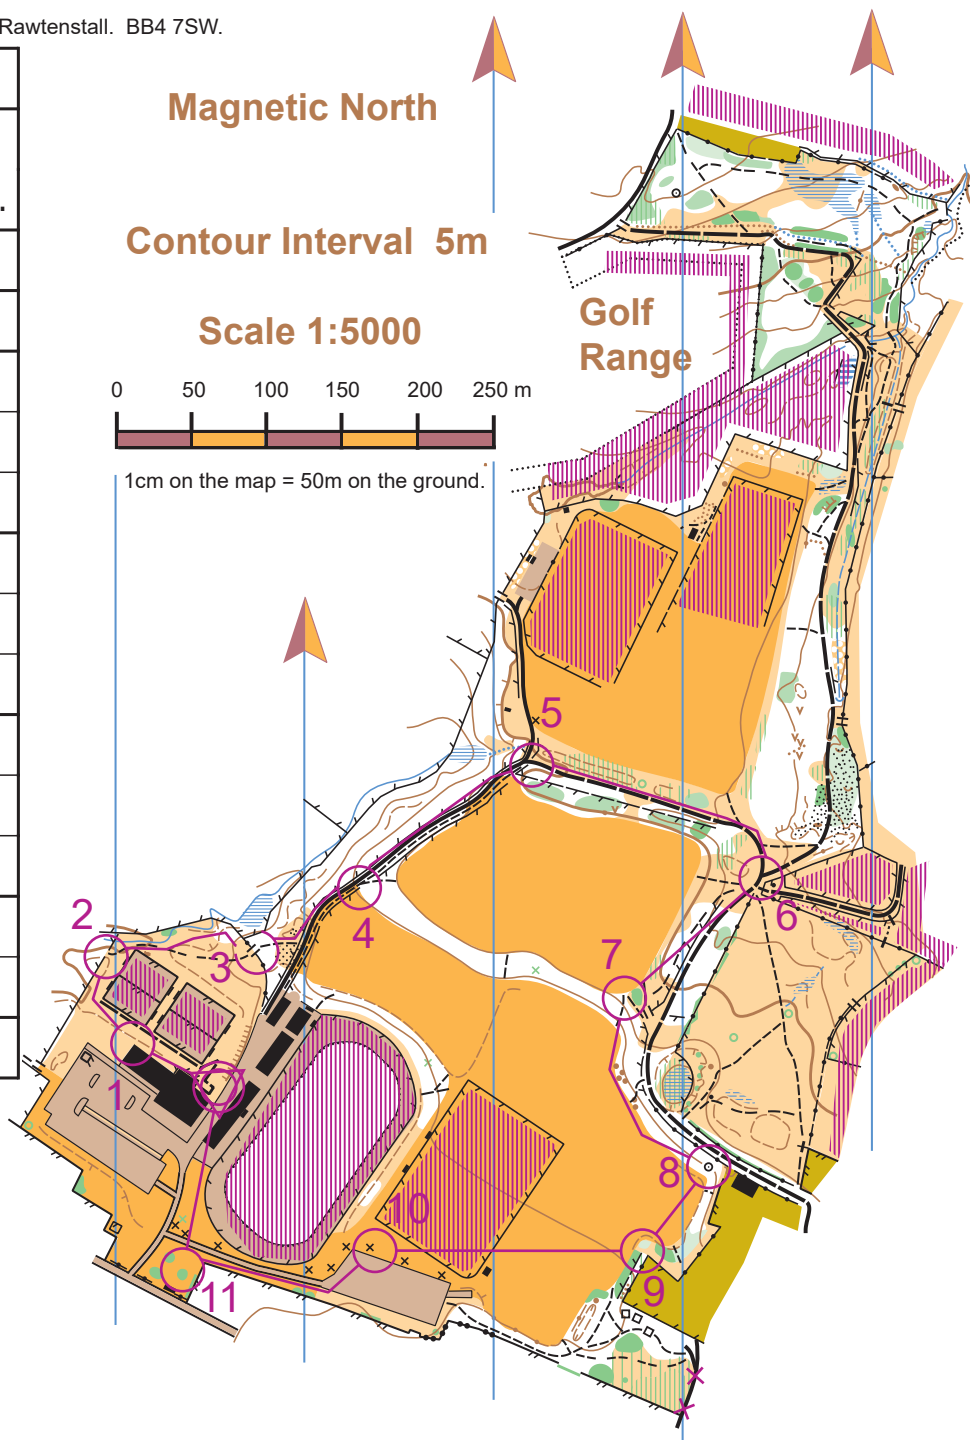 Rawtenstall. BB4 7SW.
Magnetic North
.
Contour Interval 5m
Scale 1:5000
0 50 100 150 200 250 m
1cm on the map = 50m on the ground.
Golf
Range
5
2
3
4
6
7
1
8
10
9
11